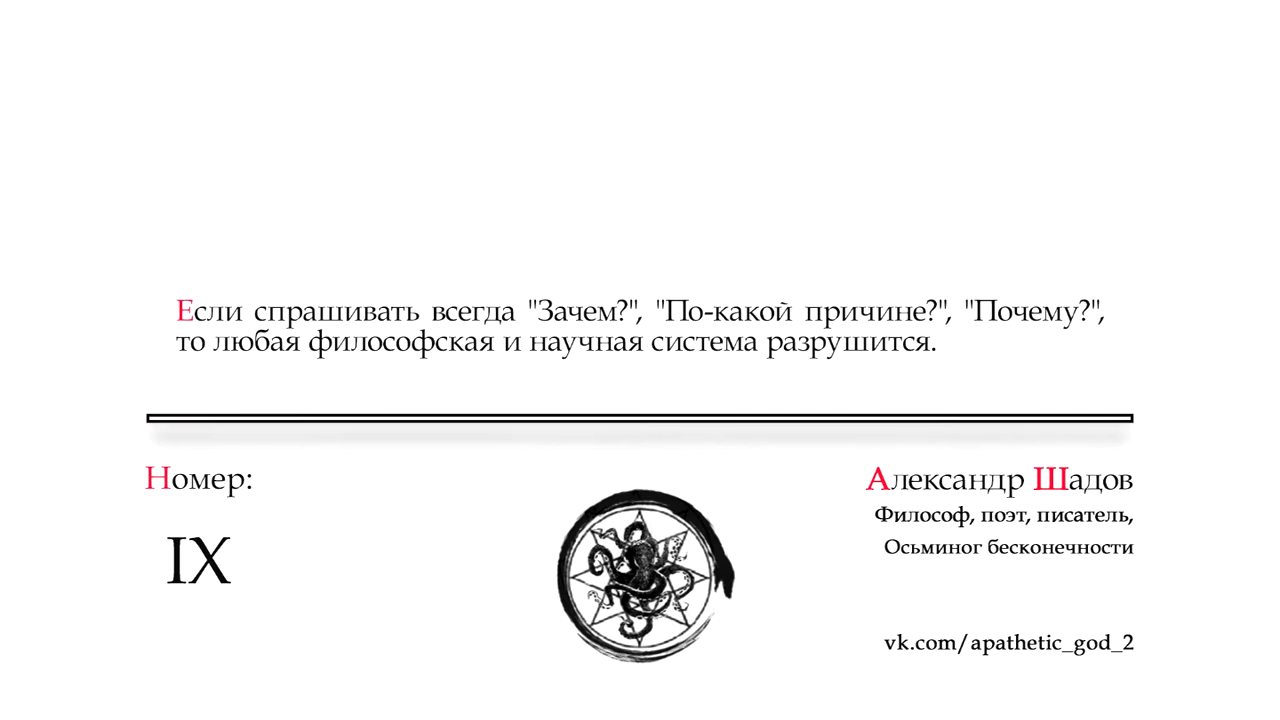 Если спрашивать всегда "Зачем?", "По-какой причине?", "Почему?",
то любая философская и научная система разрушится.
Номер:
IX
Александр Шадов
Философ, поэт, писатель,
Осьминог бесконечности
vk.com/apathetic_god_2